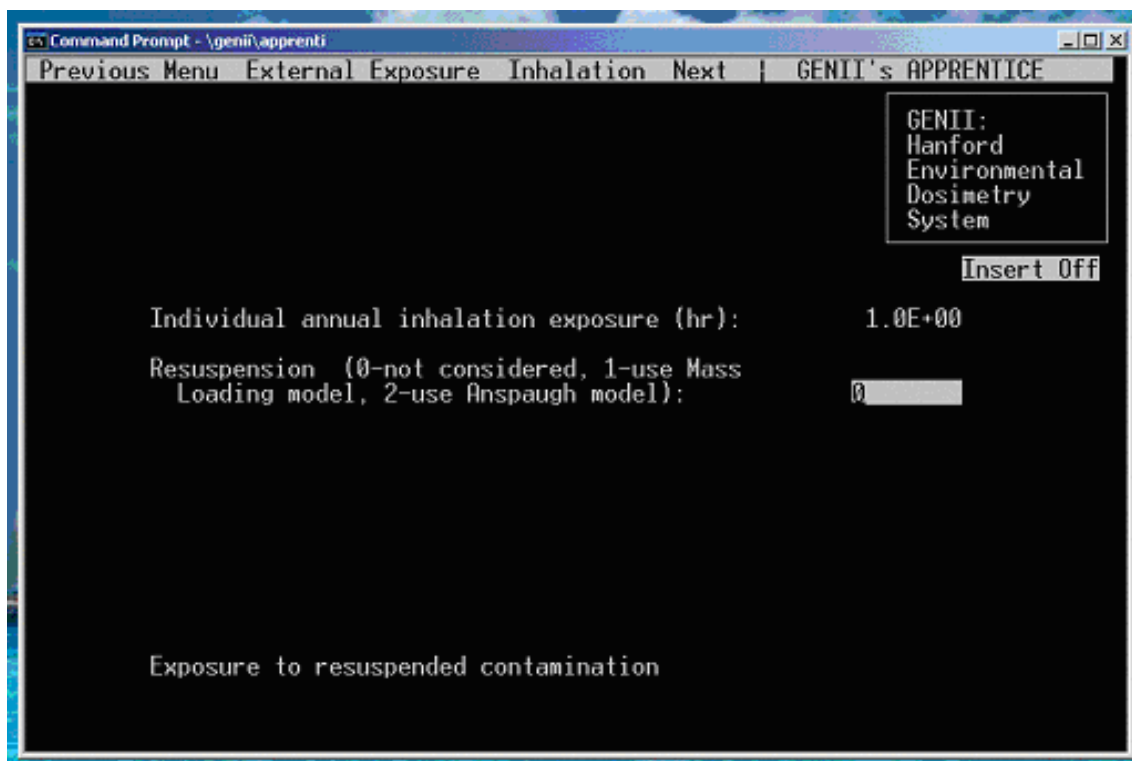 Command Prompt - \genii\apprenti
Previous Menu External Exposure Inhalation Next | GENII's APPRENTICE
GENII:
Hanford
Environmental
Dosimetry
System
Insert Off
Individual annual inhalation exposure (hr): 1.0E+00
Resuspension (0-not considered, 1-use Mass
Loading model, 2-use Anspaugh model): 0
Exposure to resuspended contamination